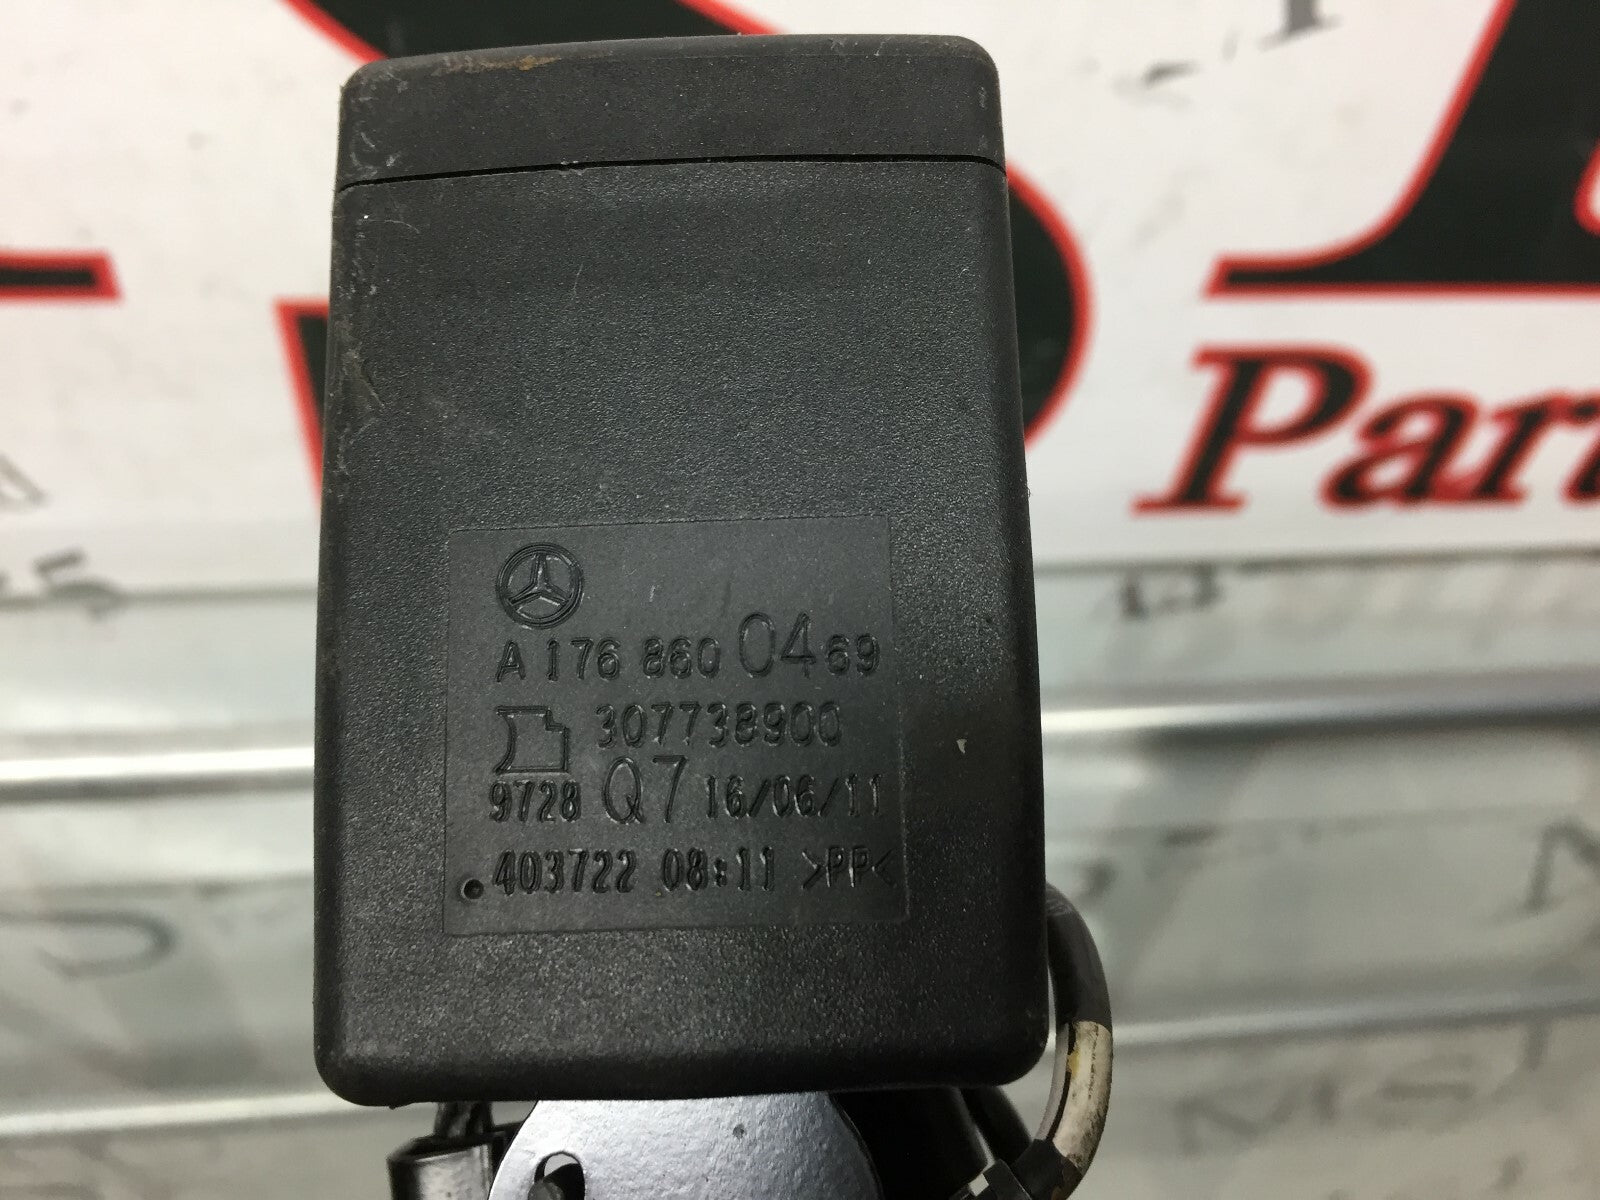 A 176 860 04 69
307738900
9728 Q7 16/06/11
403722 08:11 >PP<
Part